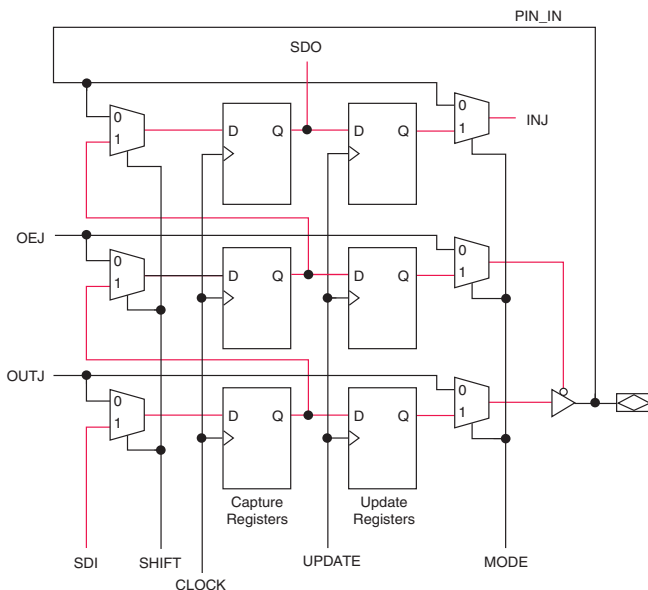 PIN_IN
SDO
0
1
D Q
D Q
0
1
INJ
OEJ
0
1
D Q
D Q
0
1
OUTJ
0
1
D Q
D Q
0
1
Capture
Registers
Update
Registers
SDI
SHIFT
CLOCK
UPDATE
MODE